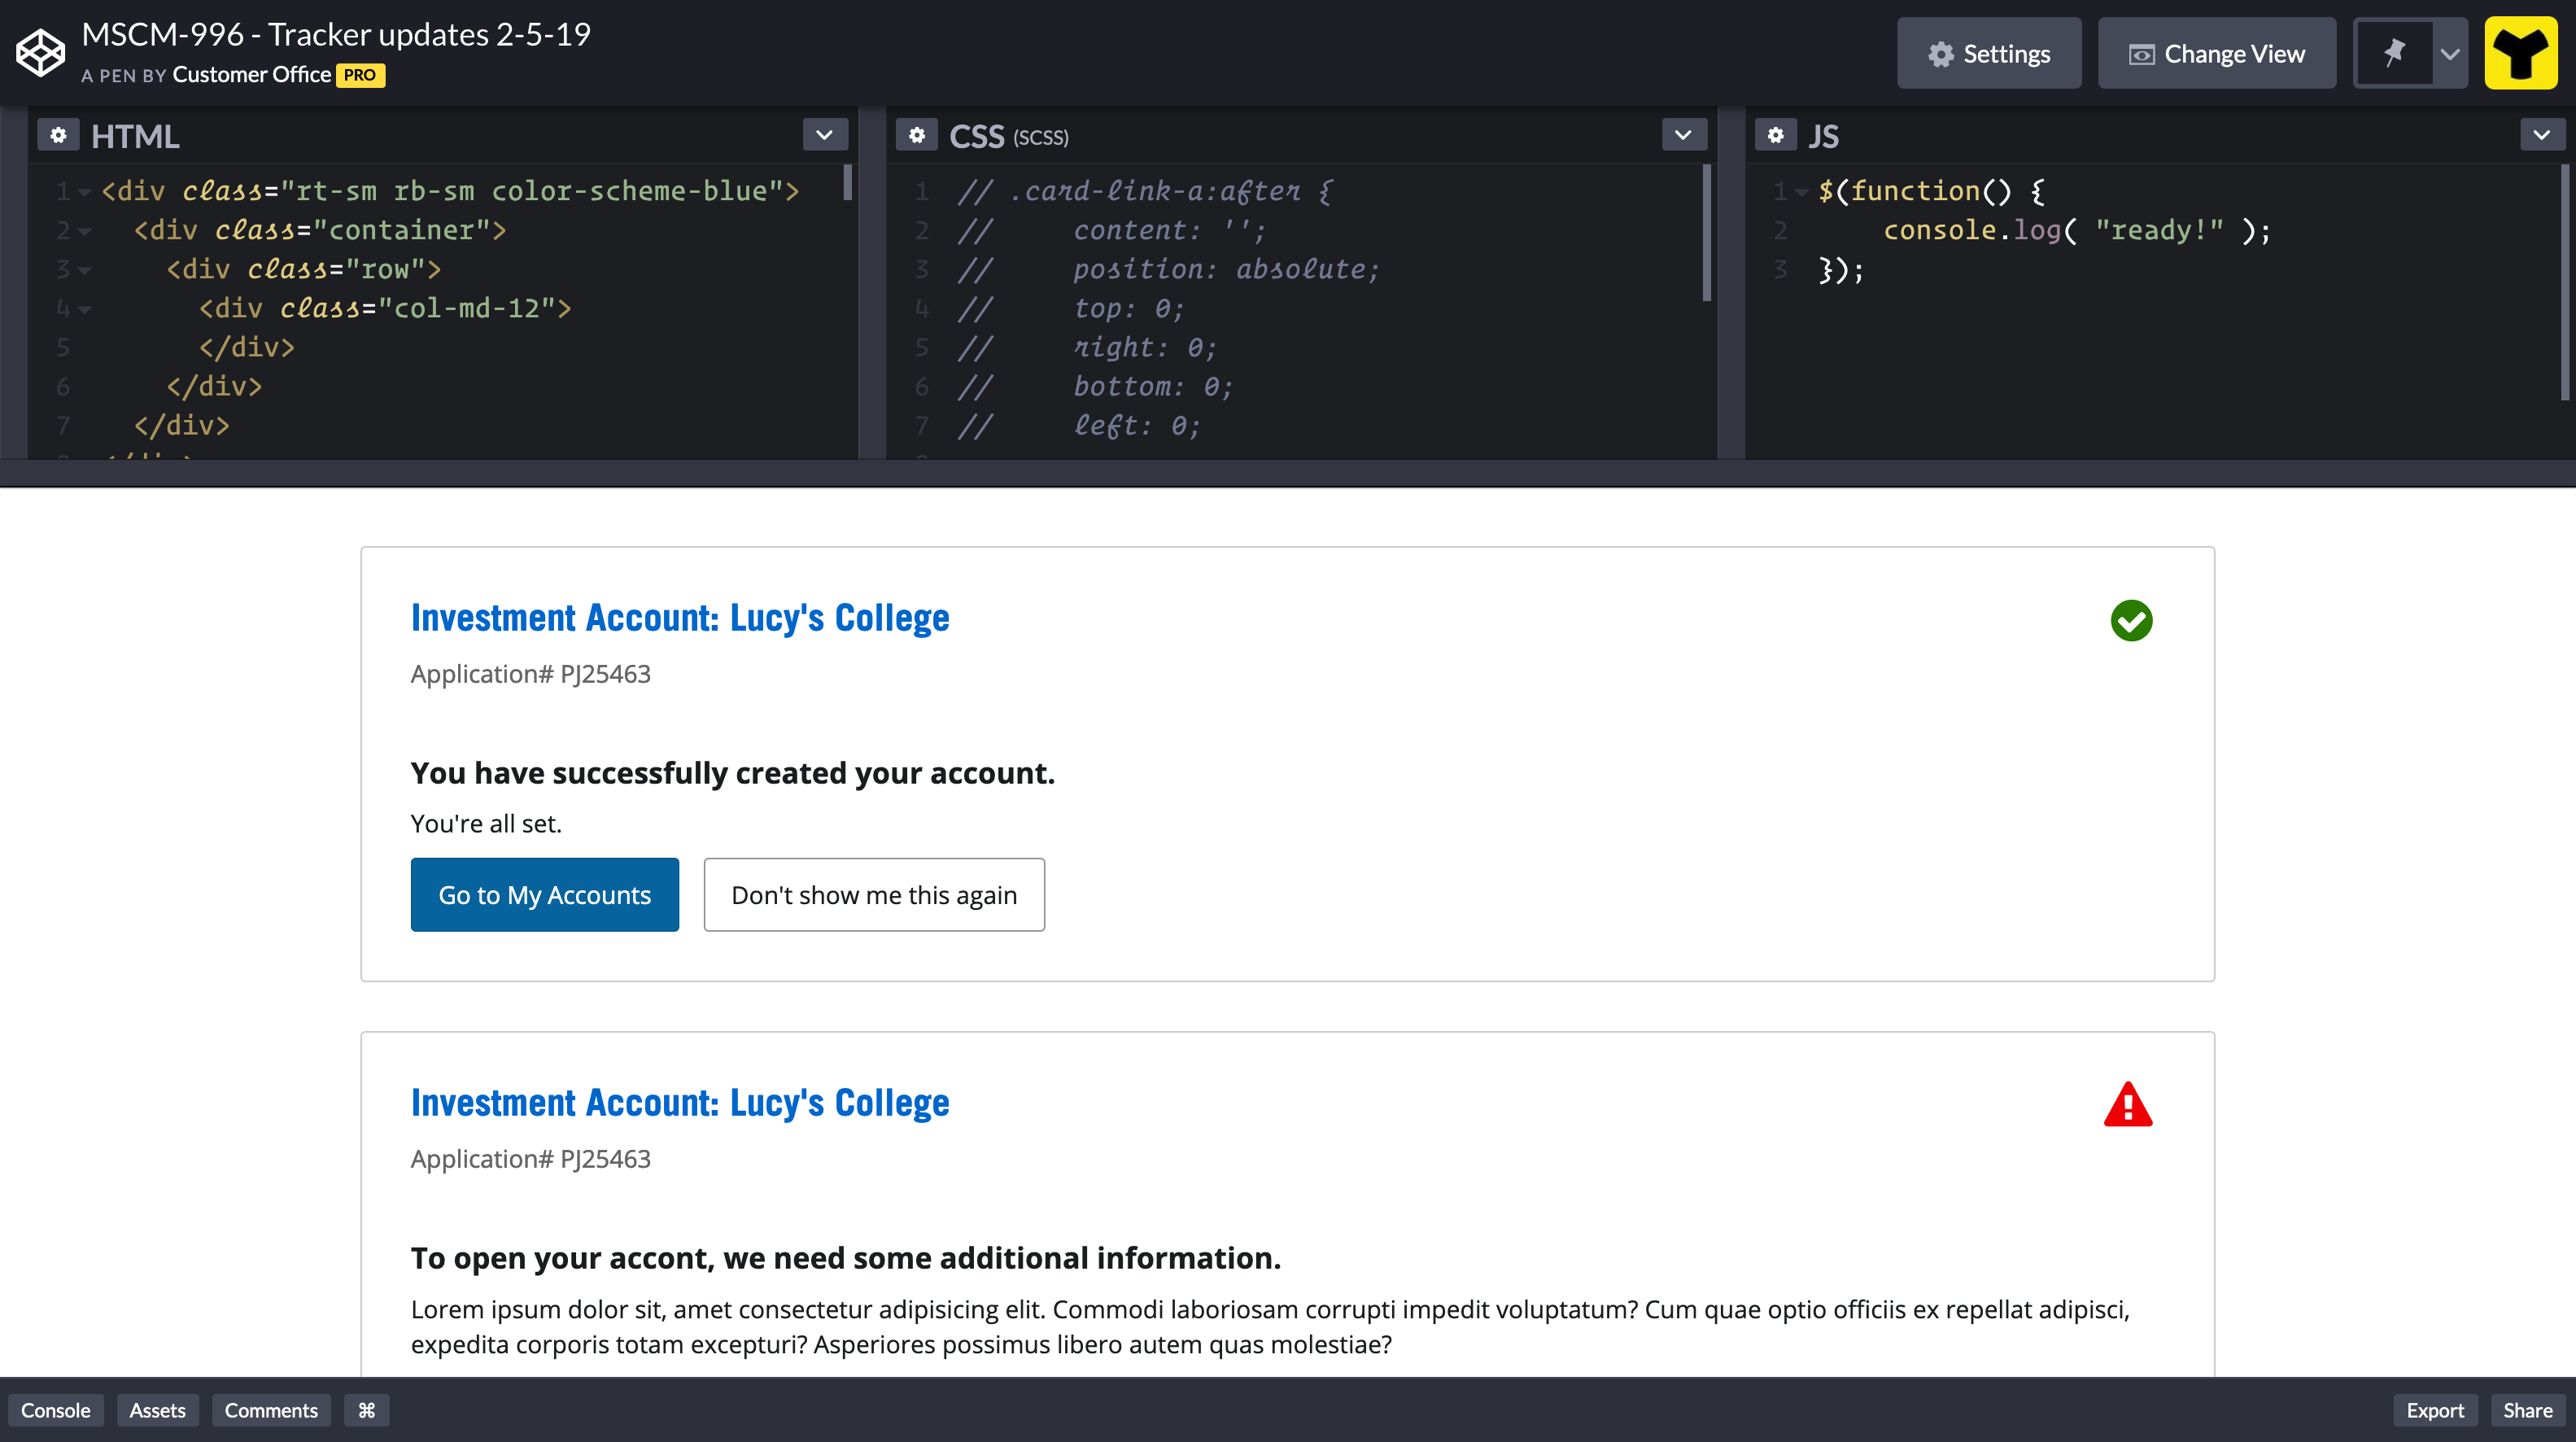 MSCM-996 - Tracker updates 2-5-19
A PEN BY Customer Office PRO
Settings
Change View
HTML
1 <div class="rt-sm rb-sm color-scheme-blue">
2 <div class="container">
3 <div class="row">
4 <div class="col-md-12">
5 </div>
6 </div>
7 </div>
CSS (SCSS)
1 // .card-link-a:after {
2 // content: '';
3 // position: absolute;
4 // top: 0;
5 // right: 0;
6 // bottom: 0;
7 // left: 0;
JS
1 $(function() {
2 console.log( "ready!" );
3 });
Investment Account: Lucy's College
Application# PJ25463
You have successfully created your account.
You're all set.
Go to My Accounts
Don't show me this again
Investment Account: Lucy's College
Application# PJ25463
To open your accont, we need some additional information.
Lorem ipsum dolor sit, amet consectetur adipisicing elit. Commodi laboriosam corrupti impedit voluptatum? Cum quae optio officiis ex repellat adipisci,
expedita corporis totam excepturi? Asperiores possimus libero autem quas molestiae?
Console
Assets
Comments
⌘
Export
Share